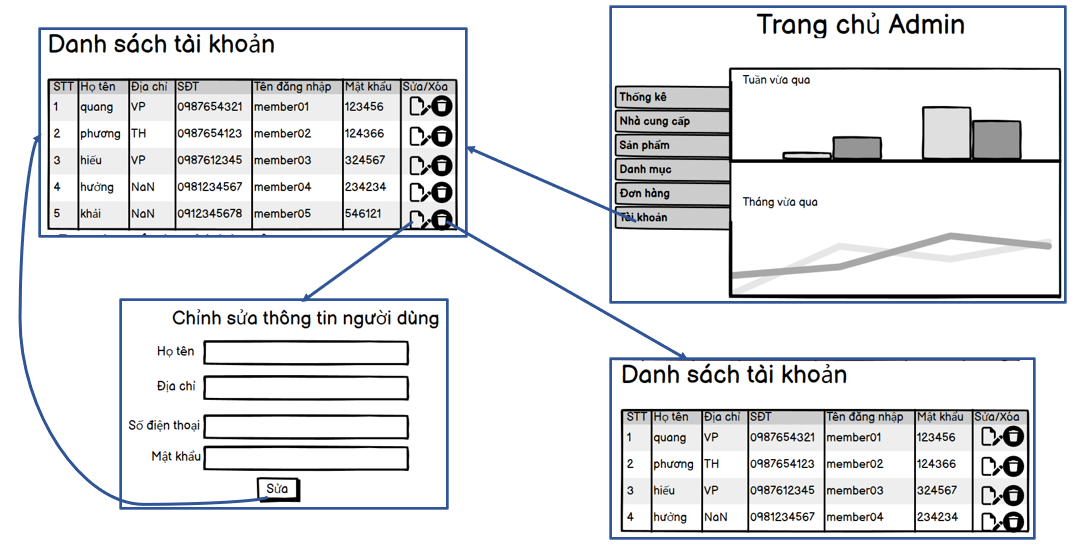 Danh sách tài khoản
STT Họ tên Địa chỉ SĐT Tên đăng nhập Mật khẩu Sửa/Xóa
1 quang VP 0987654321 member01 123456
2 phương TH 0987654123 member02 124366
3 hiếu VP 0987612345 member03 324567
4 hưởng NaN 0981234567 member04 234234
5 khải NaN 0912345678 member05 546121
Trang chủ Admin
Tuần vừa qua
Thống kê
Nhà cung cấp
Sản phẩm
Danh mục
Đơn hàng
Tài khoản
Tháng vừa qua
Chỉnh sửa thông tin người dùng
Họ tên
Địa chỉ
Số điện thoại
Mật khẩu
Sửa
Danh sách tài khoản
STT Họ tên Địa chỉ SĐT Tên đăng nhập Mật khẩu Sửa/Xóa
1 quang VP 0987654321 member01 123456
2 phương TH 0987654123 member02 124366
3 hiếu VP 0987612345 member03 324567
4 hưởng NaN 0981234567 member04 234234